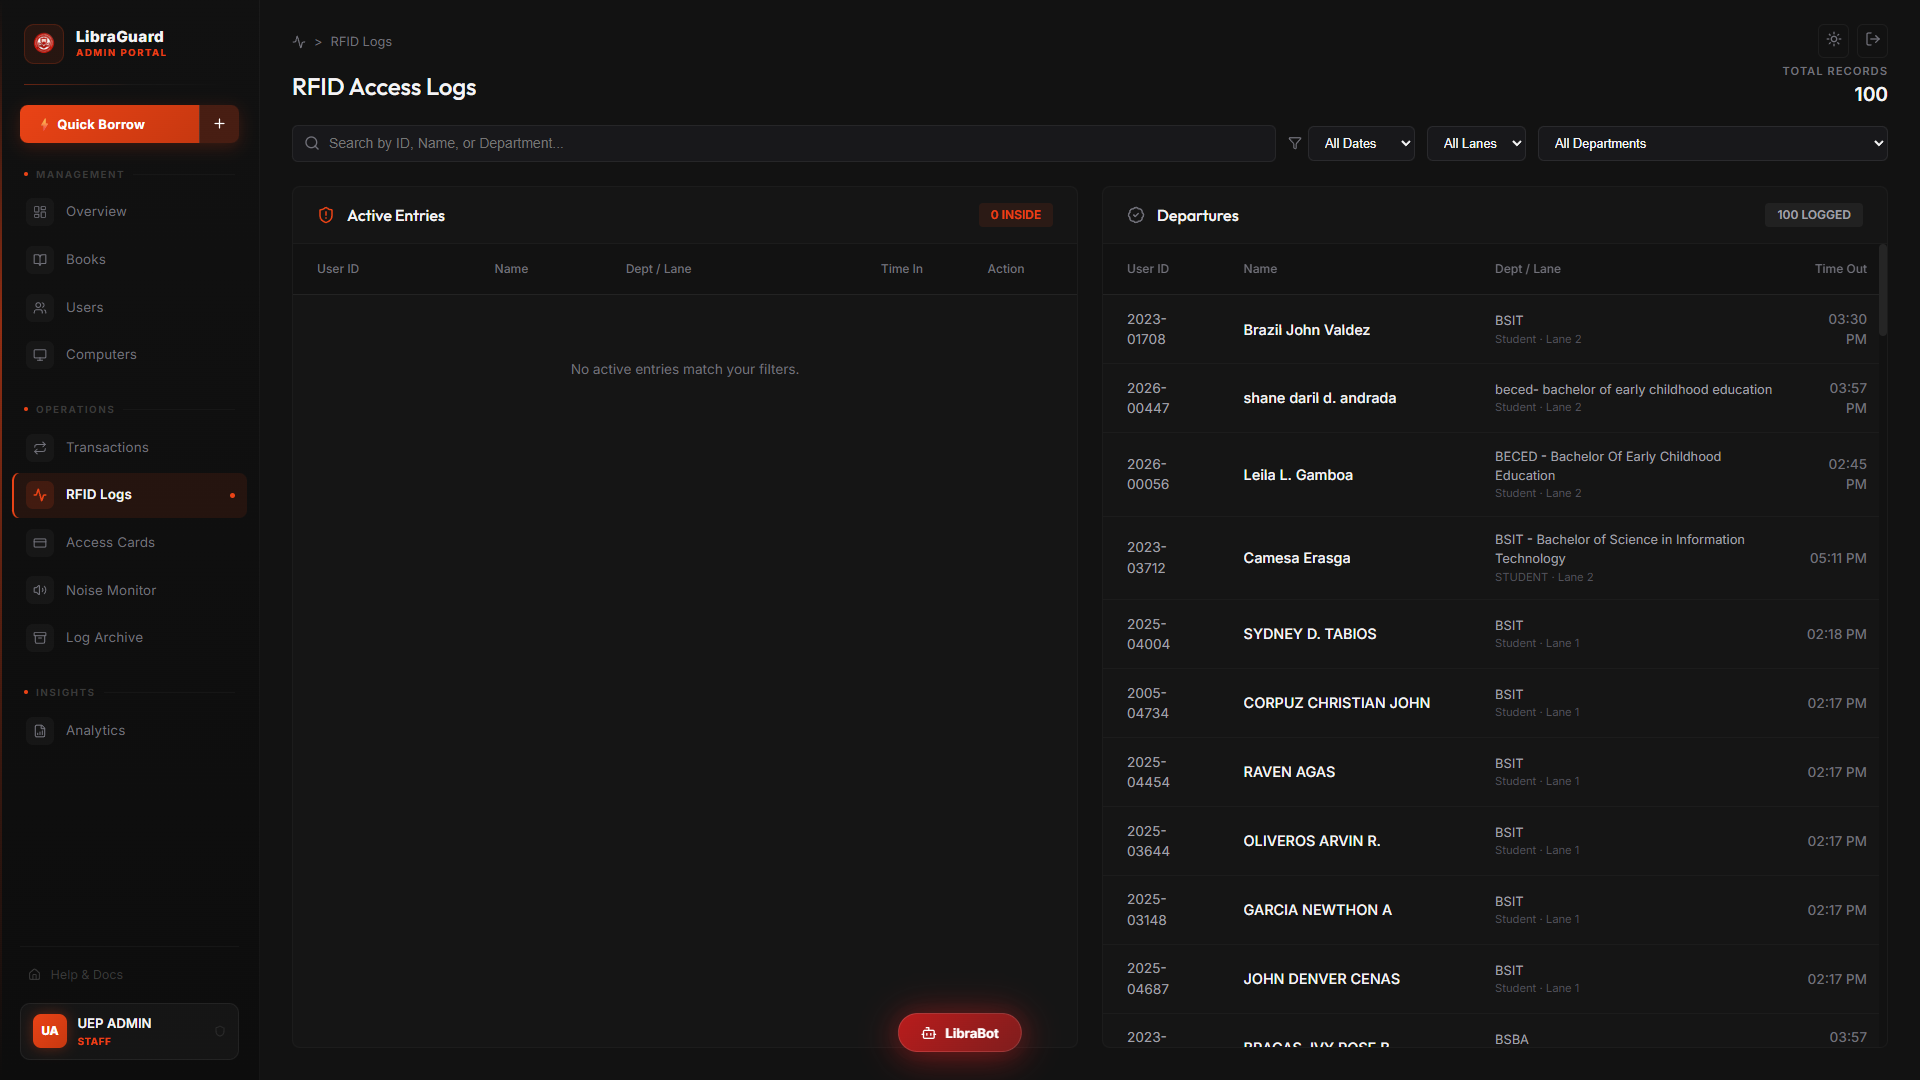 LibraGuard
ADMIN PORTAL
Quick Borrow
+
MANAGEMENT
Overview
Books
Users
Computers
OPERATIONS
Transactions
RFID Logs
Access Cards
Noise Monitor
Log Archive
INSIGHTS
Analytics
Help & Docs
UA
UEP ADMIN
STAFF
> RFID Logs
RFID Access Logs
TOTAL RECORDS
100
Search by ID, Name, or Department...
All Dates
All Lanes
All Departments
Active Entries
0 INSIDE
User ID Name Dept / Lane Time In Action
No active entries match your filters.
LibraBot
Departures
100 LOGGED
User ID Name Dept / Lane Time Out
2023-
01708
Brazil John Valdez
BSIT
Student · Lane 2
03:30
PM
2026-
00447
shane daril d. andrada
beced- bachelor of early childhood education
Student · Lane 2
03:57
PM
2026-
00056
Leila L. Gamboa
BECED - Bachelor Of Early Childhood
Education
Student · Lane 2
02:45
PM
2023-
03712
Camesa Erasga
BSIT - Bachelor of Science in Information
Technology
STUDENT · Lane 2
05:11 PM
2025-
04004
SYDNEY D. TABIOS
BSIT
Student · Lane 1
02:18 PM
2005-
04734
CORPUZ CHRISTIAN JOHN
BSIT
Student · Lane 1
02:17 PM
2025-
04454
RAVEN AGAS
BSIT
Student · Lane 1
02:17 PM
2025-
03644
OLIVEROS ARVIN R.
BSIT
Student · Lane 1
02:17 PM
2025-
03148
GARCIA NEWTHON A
BSIT
Student · Lane 1
02:17 PM
2025-
04687
JOHN DENVER CENAS
BSIT
Student · Lane 1
02:17 PM
2023-
BRAGAS, IVY ROSE B.
BSBA
03:57